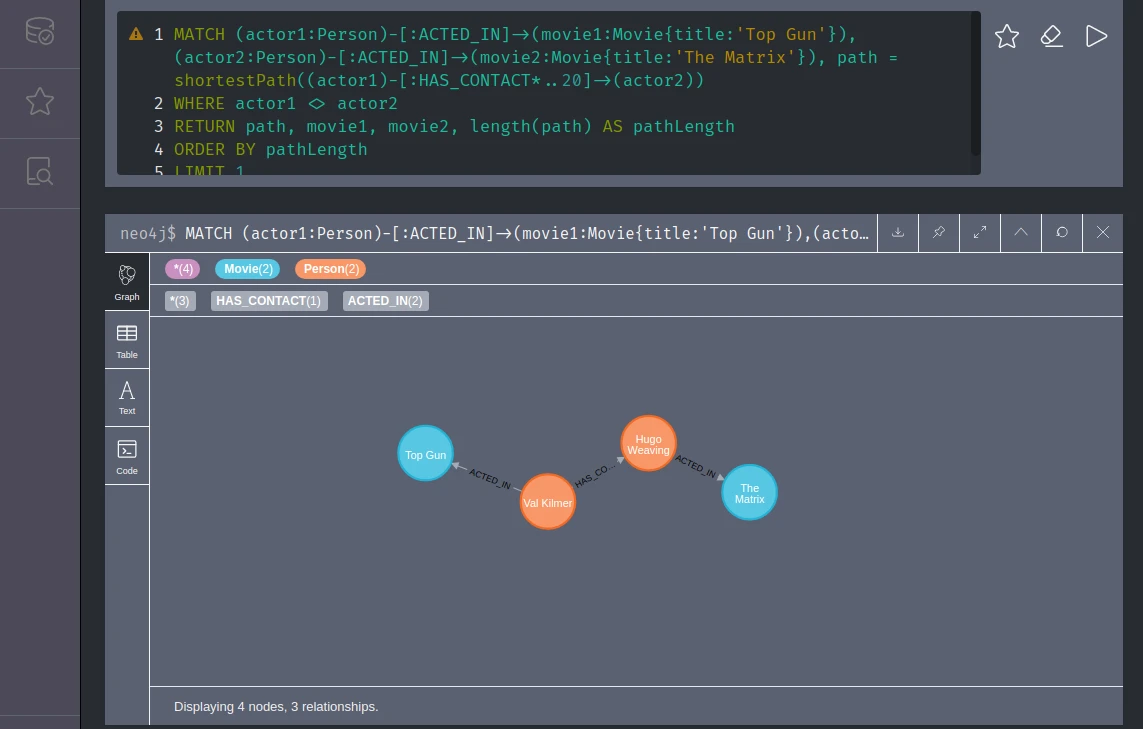 1 MATCH (actor1:Person)-[:ACTED_IN]->(movie1:Movie{title:'Top Gun'}),
(actor2:Person)-[:ACTED_IN]->(movie2:Movie{title:'The Matrix'}), path =
shortestPath((actor1)-[:HAS_CONTACT*..20]->(actor2))
2 WHERE actor1 <> actor2
3 RETURN path, movie1, movie2, length(path) AS pathLength
4 ORDER BY pathLength
5 LIMIT 1
neo4j$ MATCH (actor1:Person)-[:ACTED_IN]->(movie1:Movie{title:'Top Gun'}),(acto…
*(4) Movie(2) Person(2)
*(3) HAS_CONTACT(1) ACTED_IN(2)
Graph
Table
Text
Code
Top Gun
ACTED_IN
Val Kilmer
HAS_CO…
Hugo
Weaving
ACTED_IN
The
Matrix
Displaying 4 nodes, 3 relationships.